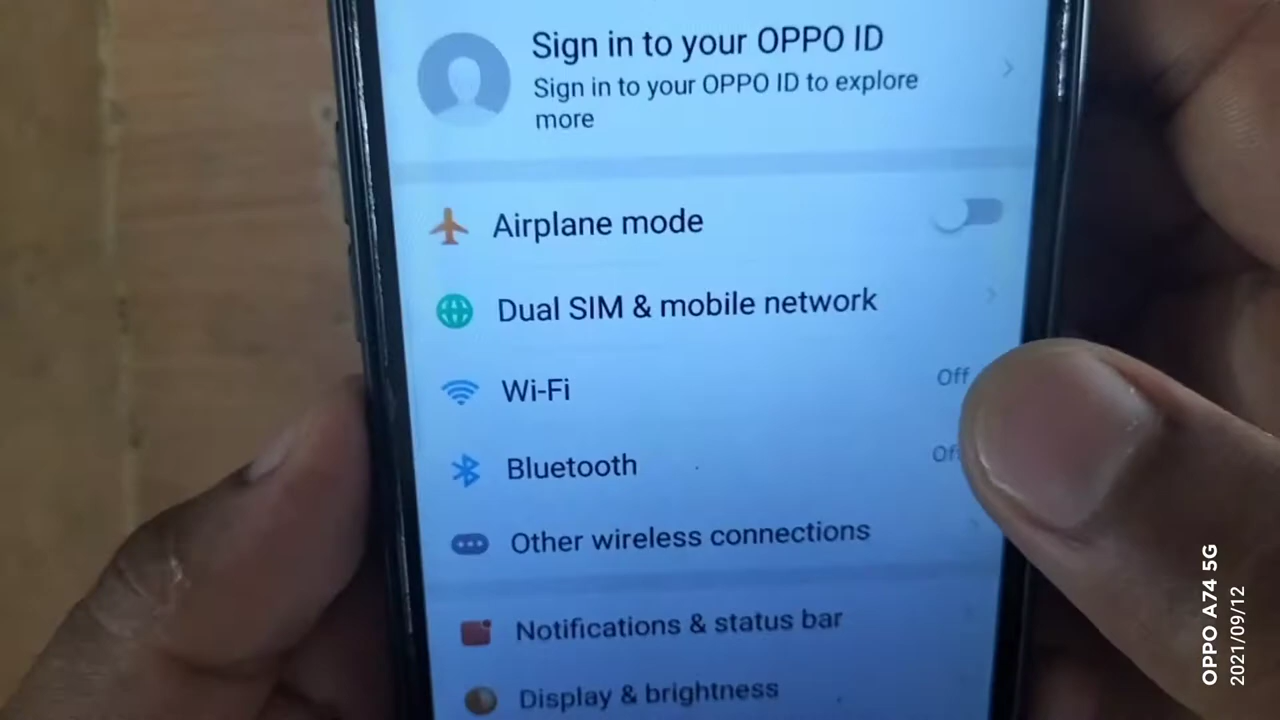 Sign in to your OPPO ID
Sign in to your OPPO ID to explore
more
Airplane mode
Dual SIM & mobile network
Wi-Fi
Off
Bluetooth
Other wireless connections
Notifications & status bar
Display & brightness
OPPO A74 5G
2021/09/12